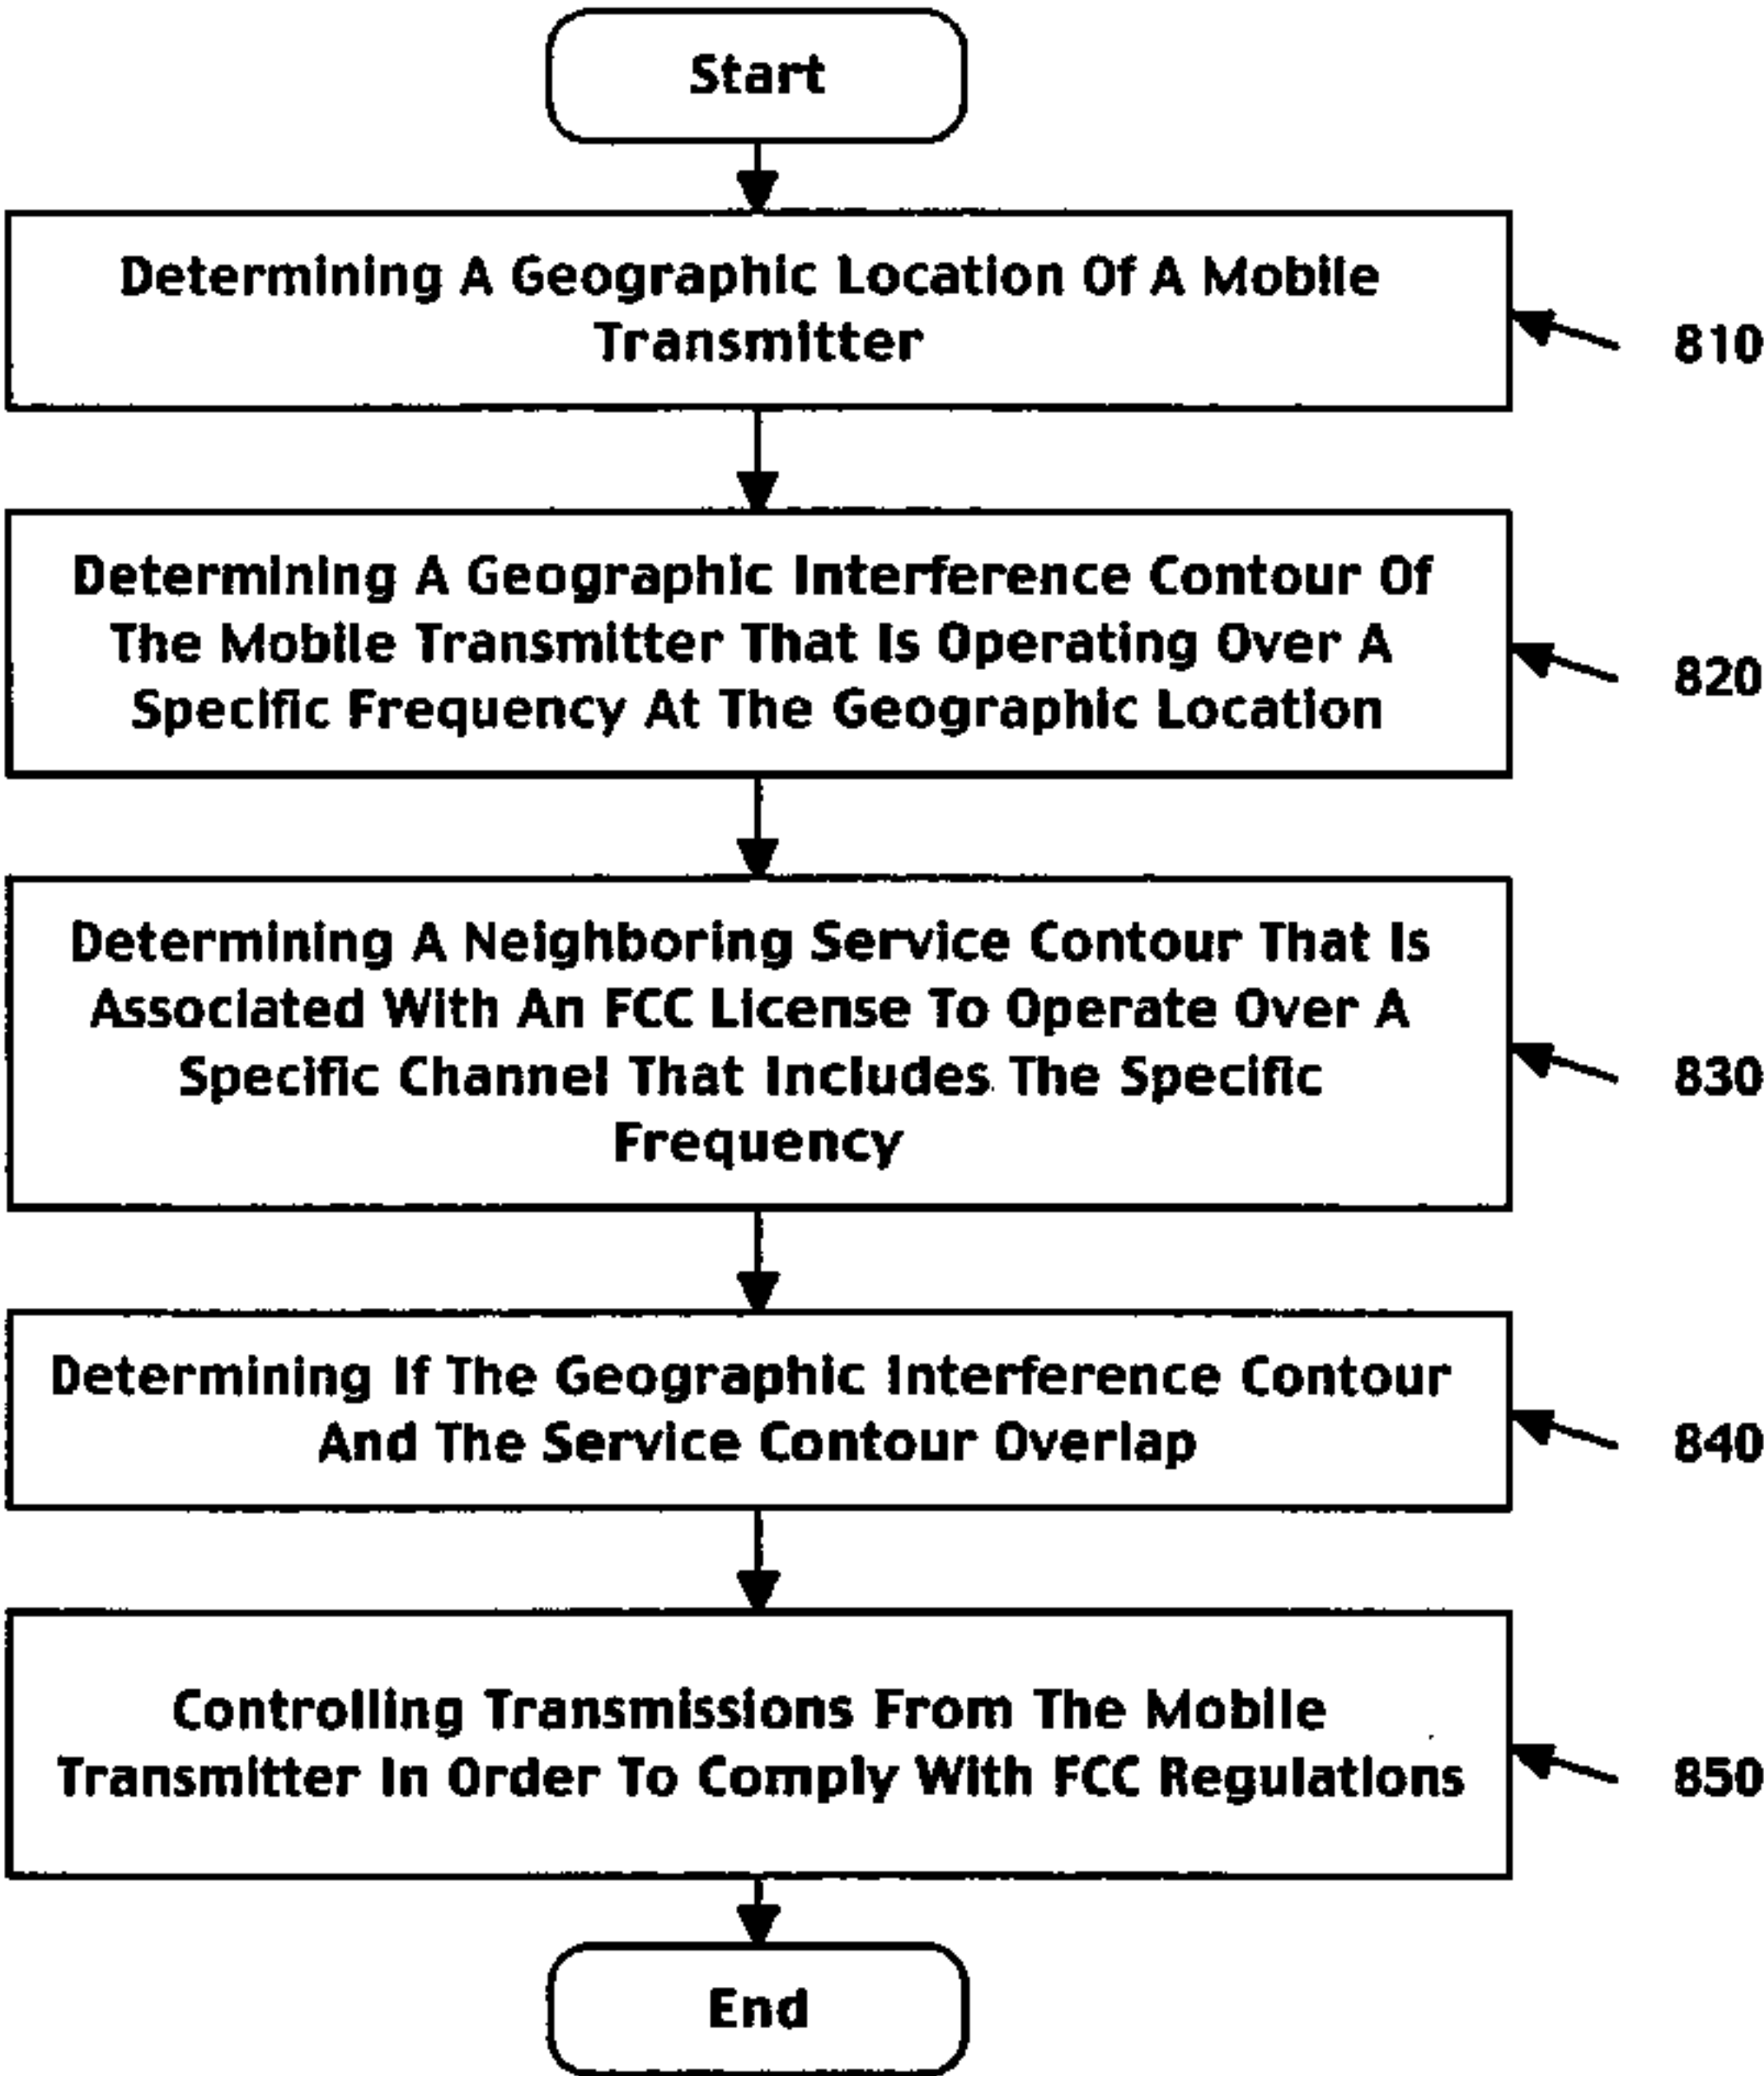 Start
Determining A Geographic Location Of A Mobile
Transmitter
810
Determining A Geographic Interference Contour Of
The Mobile Transmitter That Is Operating Over A
Specific Frequency At The Geographic Location
820
Determining A Neighboring Service Contour That Is
Associated With An FCC License To Operate Over A
Specific Channel That Includes The Specific
Frequency
830
Determining If The Geographic Interference Contour
And The Service Contour Overlap
840
Controlling Transmissions From The Mobile
Transmitter In Order To Comply With FCC Regulations
850
End